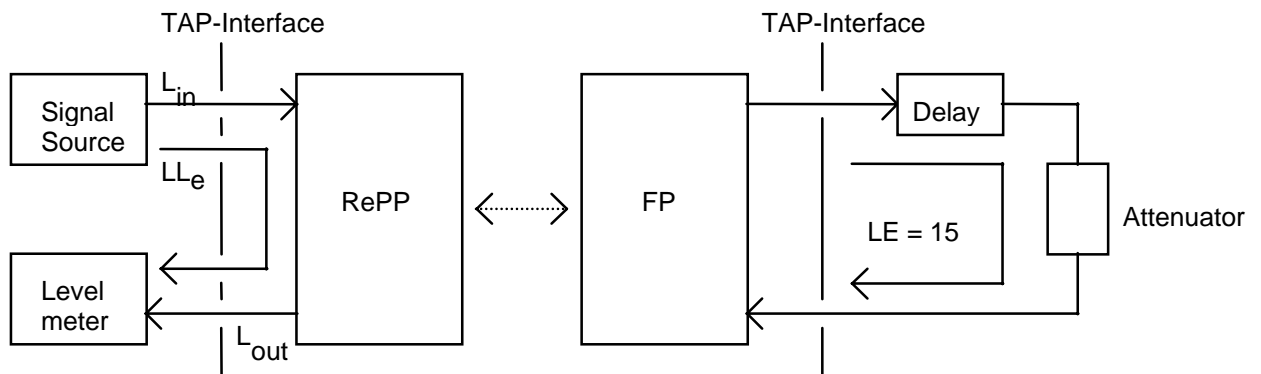 TAP-Interface
TAP-Interface
Signal
Source
Lin
LLe
RePP
FP
Delay
LE = 15
Attenuator
Level
meter
Lout